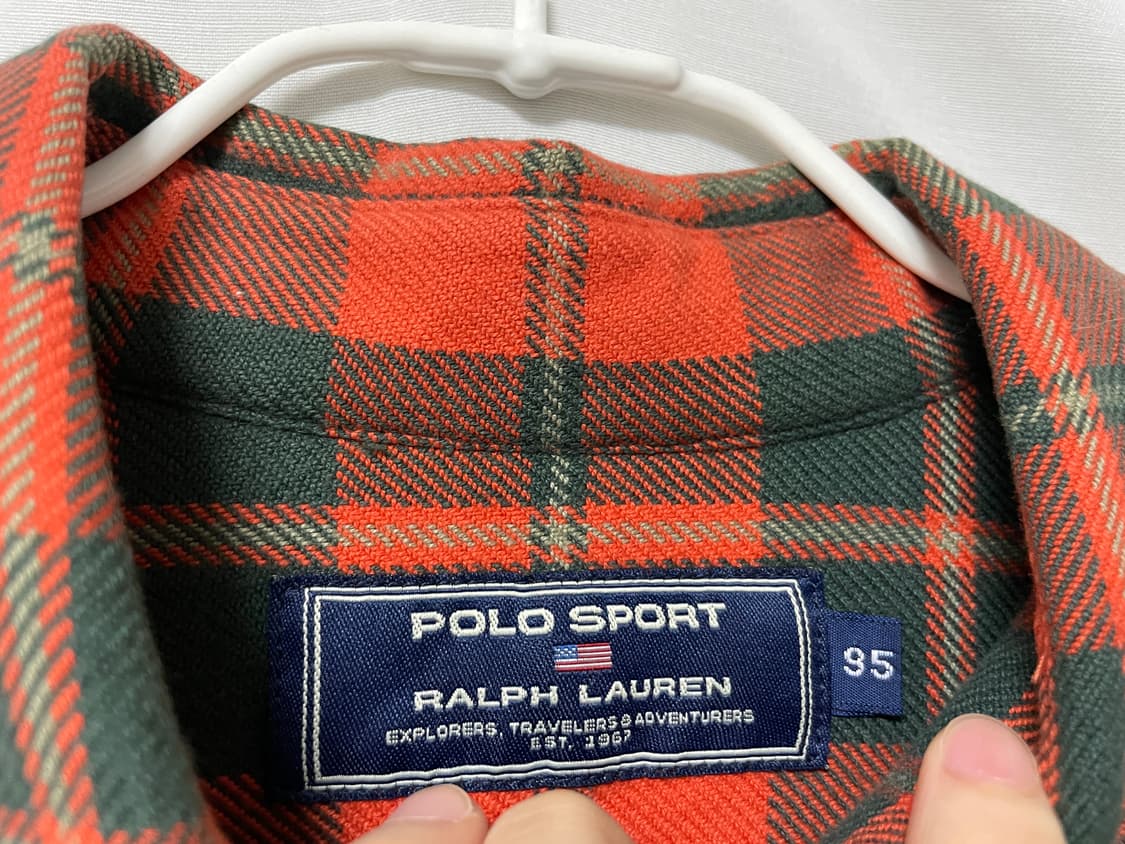 POLO SPORT
RALPH LAUREN
EXPLORERS, TRAVELERS & ADVENTURERS
EST. 1967
95